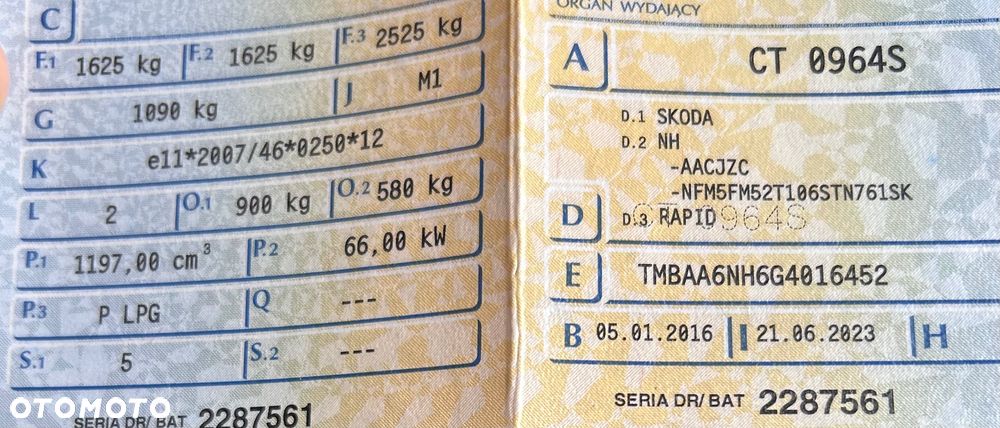 C
F.1 1625 kg F.2 1625 kg F.3 2525 kg
G 1090 kg J M1
K e11*2007/46*0250*12
L 2 O.1 900 kg O.2 580 kg
P.1 1197,00 cm³ P.2 66,00 kW
P.3 P LPG Q ---
S.1 5 S.2 ---
OTOMOTO
SERIA DR/ BAT 2287561
ORGAN WYDAJĄCY
A CT 0964S
D.1 SKODA
D.2 NH
-AACJZC
-NFM5FM52T106STN761SK
D D.3 RAPID
CT 0964S
E TMBAA6NH6G4016452
B 05.01.2016 I 21.06.2023 H
SERIA DR/ BAT 2287561